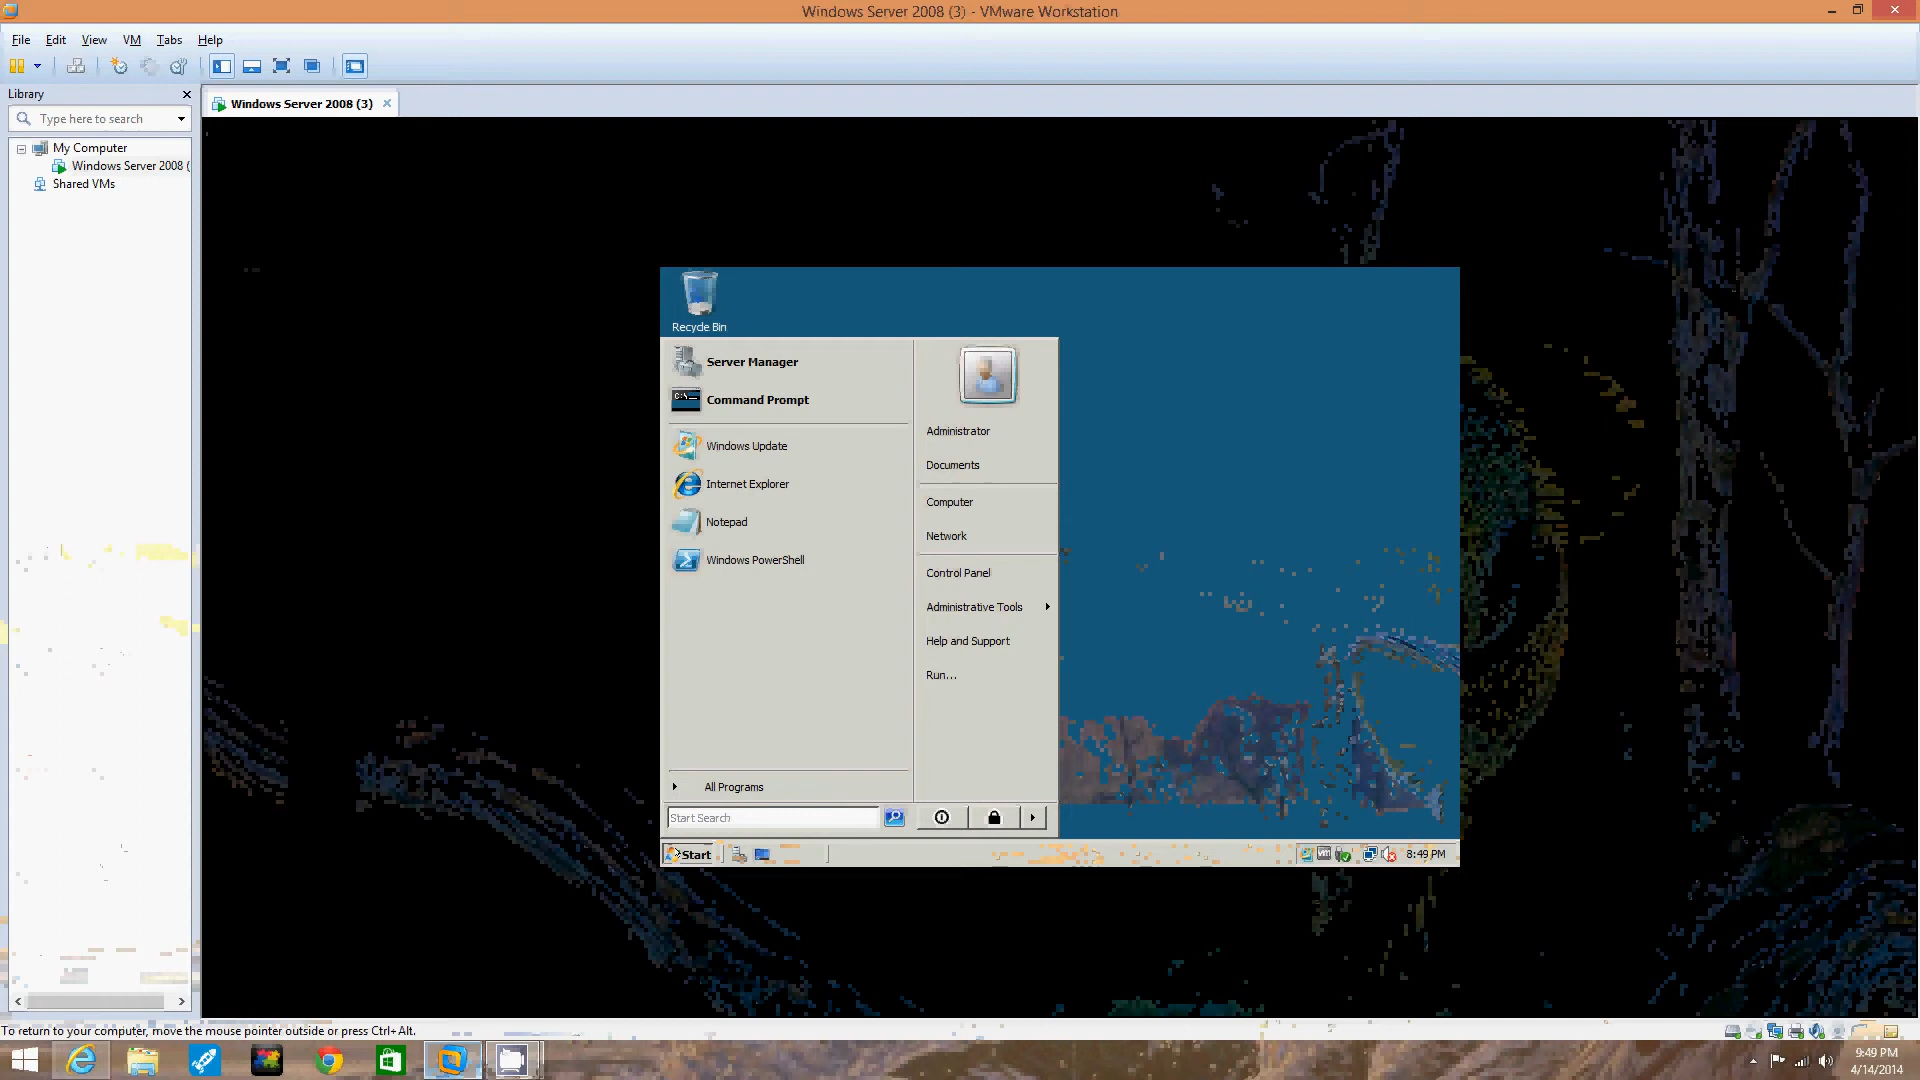 Windows Server 2008 (3) - VMware Workstation
File Edit View VM Tabs Help
Library
Windows Server 2008 (3)
Type here to search
My Computer
Windows Server 2008 (
Shared VMs
Recycle Bin
Server Manager
Command Prompt
Windows Update
Internet Explorer
Notepad
Windows PowerShell
All Programs
Start Search
Administrator
Documents
Computer
Network
Control Panel
Administrative Tools
Help and Support
Run...
Start
8:49 PM
To return to your computer, move the mouse pointer outside or press Ctrl+Alt.
9:49 PM
4/14/2014